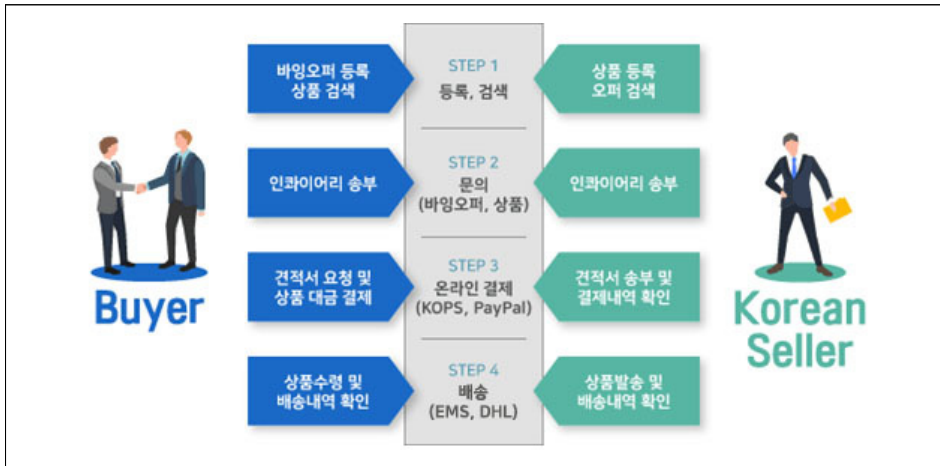 바잉오퍼 등록
상품 검색
STEP 1
등록, 검색
상품 등록
오퍼 검색
인콰이어리 송부
STEP 2
문의
(바잉오퍼, 상품)
인콰이어리 송부
견적서 요청 및
상품 대금 결제
STEP 3
온라인 결제
(KOPS, PayPal)
견적서 송부 및
결제내역 확인
상품수령 및
배송내역 확인
STEP 4
배송
(EMS, DHL)
상품발송 및
배송내역 확인
Buyer
Korean
Seller